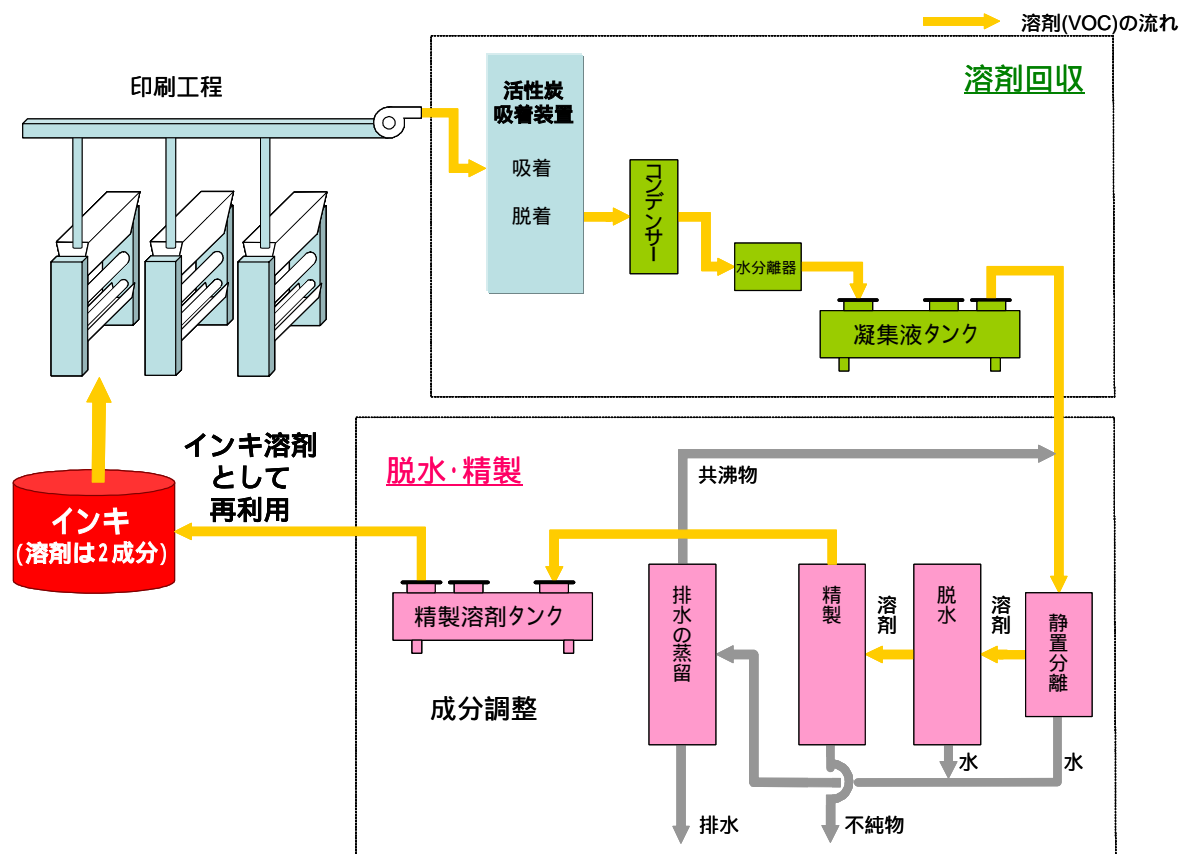 溶剤(VOC)の流れ
溶剤回収
印刷工程
活性炭
吸着装置
吸着
脱着
コンデンサー
水分離器
凝集液タンク
脱水・精製
インキ溶剤
として
再利用
インキ
(溶剤は2成分)
共沸物
精製溶剤タンク
成分調整
排水の蒸留
精製
溶剤
脱水
溶剤
静置分離
水
水
排水
不純物